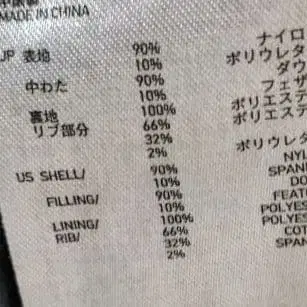 MADE IN CHINA
JP 表地 90% ナイロ
10% ポリウレタ
中わた 90% ダウ
10% フェザ
裏地 100% ポリエステ
リブ部分 66% ポリエステ
32%
2% ポリウレタ
US SHELL/ 90% NYL
10% SPAN
FILLING/ 90% DO
10% FEAT
LINING/ 100% POLYES
RIB/ 66% POLYES
32% COT
2% SPAN